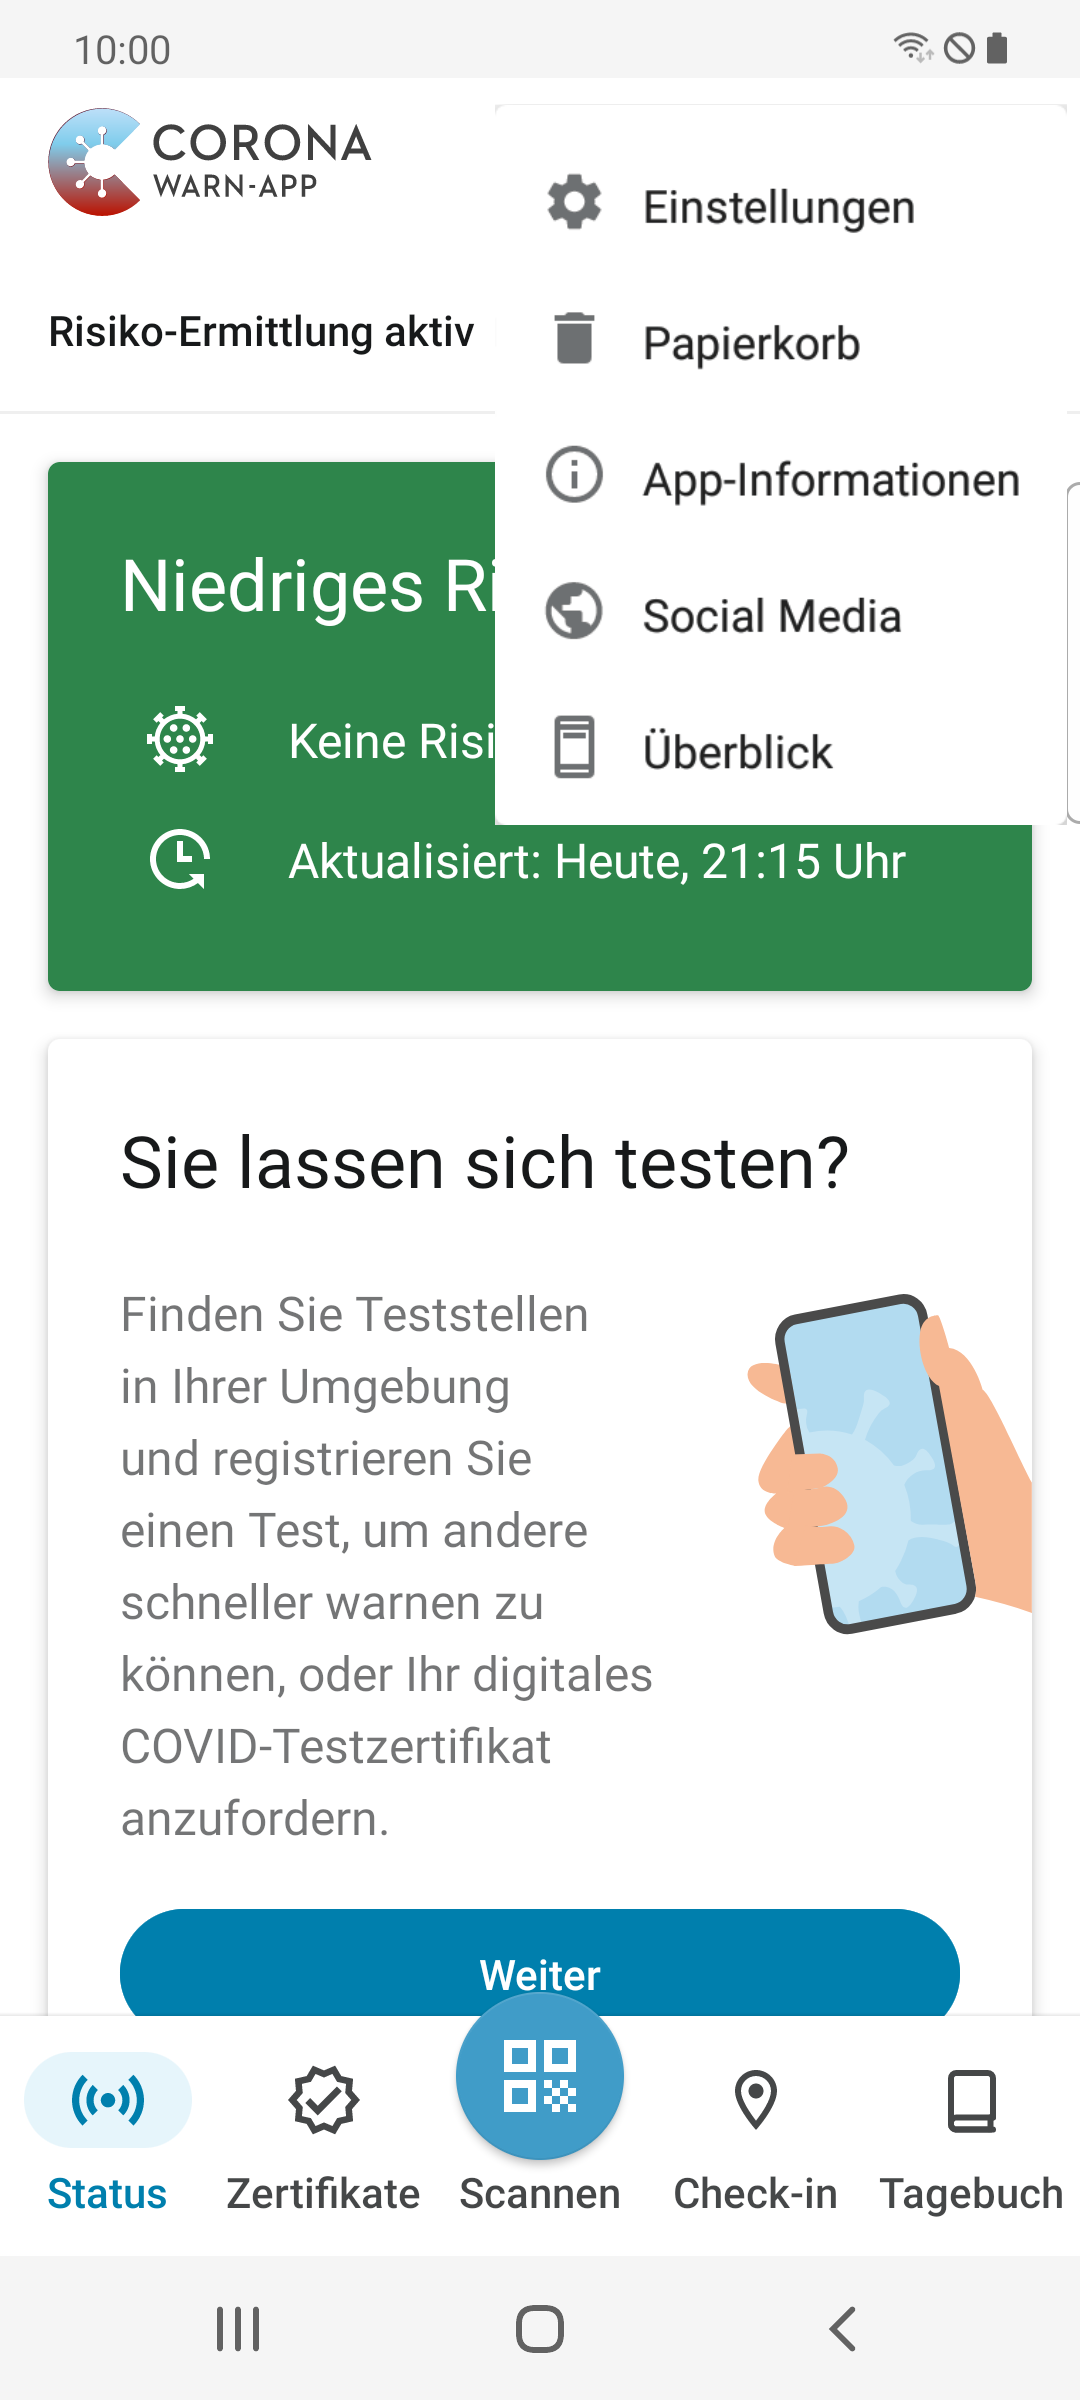 10:00
CORONA
WARN-APP
Risiko-Ermittlung aktiv
Einstellungen
Papierkorb
App-Informationen
Social Media
Überblick
Niedriges
Keine
Aktualisiert: Heute, 21:15 Uhr
Sie lassen sich testen?
Finden Sie Teststellen
in Ihrer Umgebung
und registrieren Sie
einen Test, um andere
schneller warnen zu
können, oder Ihr digitales
COVID-Testzertifikat
anzufordern.
Weiter
Status
Zertifikate
Scannen
Check-in
Tagebuch